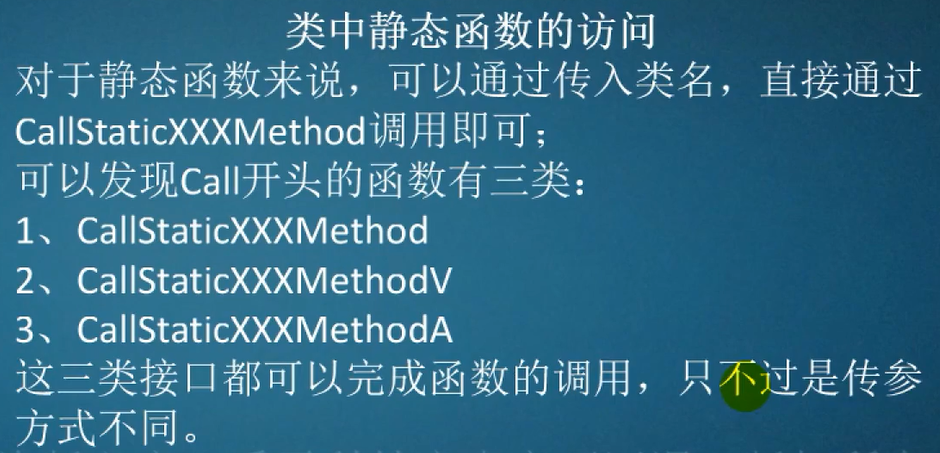 类中静态函数的访问
对于静态函数来说，可以通过传入类名，直接通过
CallStaticXXXMethod调用即可；
可以发现Call开头的函数有三类：
1、CallStaticXXXMethod
2、CallStaticXXXMethodV
3、CallStaticXXXMethodA
这三类接口都可以完成函数的调用，只不过是传参
方式不同。